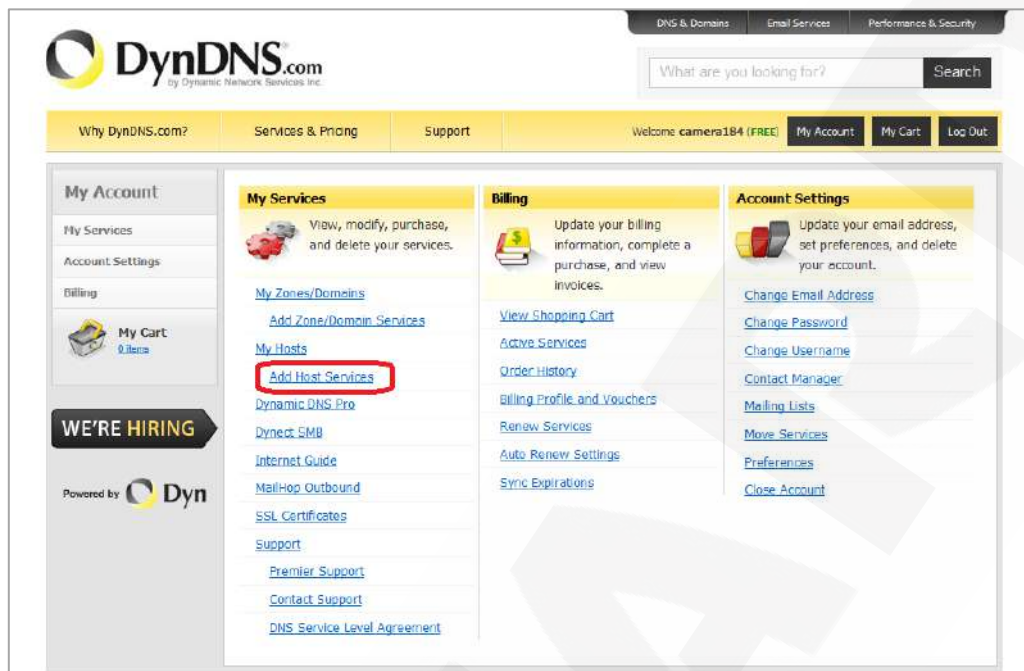 DNS & Domains Email Services Performance & Security
DynDNS.com
by Dynamic Network Services Inc.
What are you looking for? Search
Why DynDNS.com? Services & Pricing Support Welcome camera184 (FREE) My Account My Cart Log Out
My Account
My Services
Account Settings
Billing
My Cart
0 items
WE'RE HIRING
Powered by Dyn
My Services
View, modify, purchase,
and delete your services.
My Zones/Domains
Add Zone/Domain Services
My Hosts
Add Host Services
Dynamic DNS Pro
Dynect SMB
Internet Guide
MailHop Outbound
SSL Certificates
Support
Premier Support
Contact Support
DNS Service Level Agreement
Billing
Update your billing
information, complete a
purchase, and view
invoices.
View Shopping Cart
Active Services
Order History
Billing Profile and Vouchers
Renew Services
Auto Renew Settings
Sync Expirations
Account Settings
Update your email address,
set preferences, and delete
your account.
Change Email Address
Change Password
Change Username
Contact Manager
Mailing Lists
Move Services
Preferences
Close Account